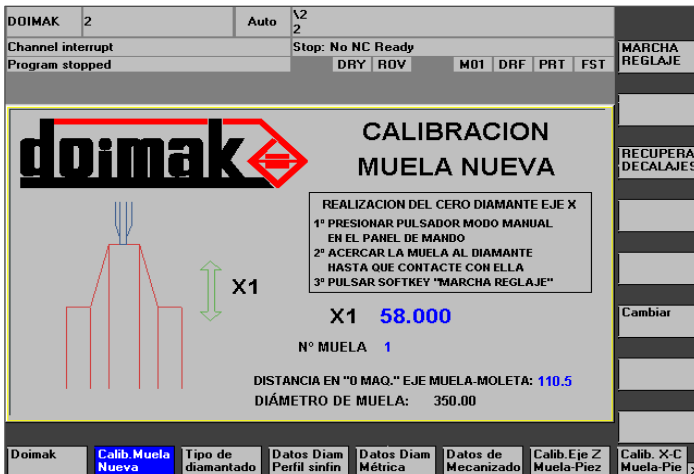 DOIMAK
2
Auto
\2
2
Channel interrupt
Stop: No NC Ready
Program stopped
DRY ROV M01 DRF PRT FST
MARCHA
REGLAJE
RECUPERA
DECALAJES
Cambiar
doimak
CALIBRACION
MUELA NUEVA
REALIZACION DEL CERO DIAMANTE EJE X
1º PRESIONAR PULSADOR MODO MANUAL
EN EL PANEL DE MANDO
2º ACERCAR LA MUELA AL DIAMANTE
HASTA QUE CONTACTE CON ELLA
3º PULSAR SOFTKEY "MARCHA REGLAJE"
X1
X1 58.000
Nº MUELA 1
DISTANCIA EN "0 MAQ." EJE MUELA-MOLETA: 110.5
DIÁMETRO DE MUELA: 350.00
Doimak
Calib.Muela
Nueva
Tipo de
diamantado
Datos Diam
Perfil sinfin
Datos Diam
Métrica
Datos de
Mecanizado
Calib.Eje Z
Muela-Piez
Calib. X-C
Muela-Pie